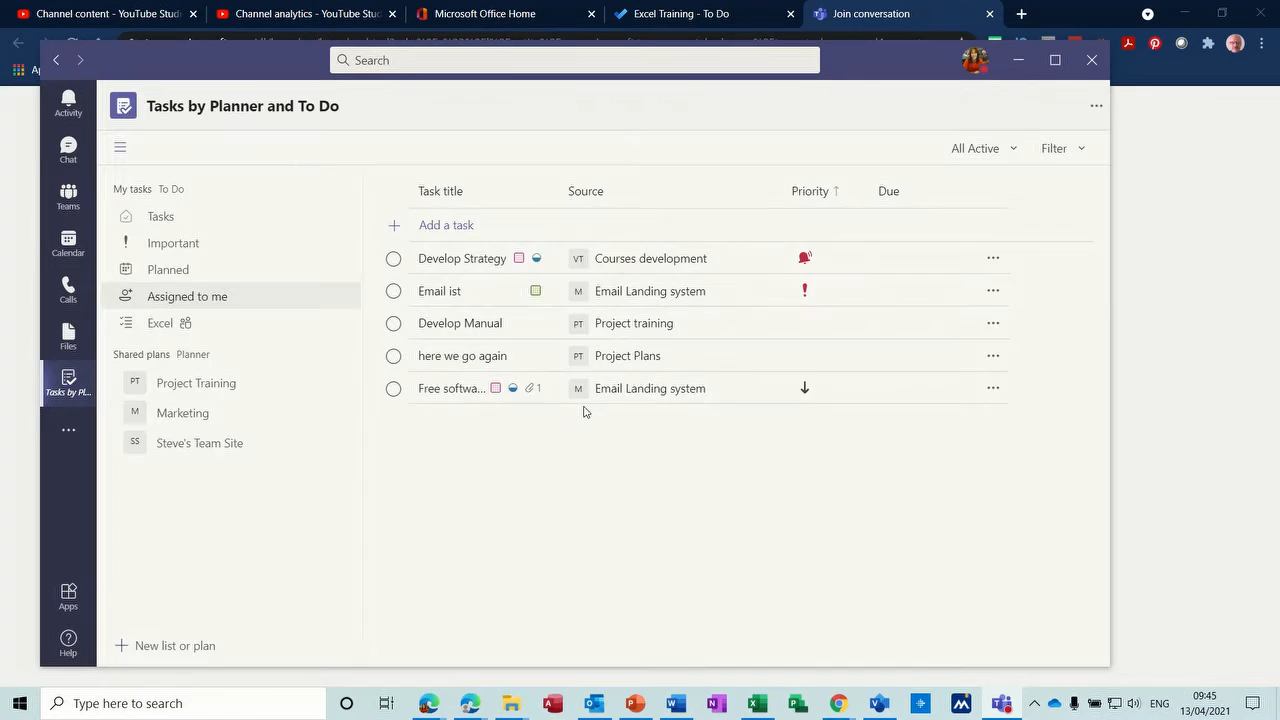 Channel content - YouTube Stud
Channel analytics - YouTube Stud
Microsoft Office Home
Excel Training - To Do
Join conversation
Search
Activity
Chat
Teams
Calendar
Calls
Files
Tasks by Pl...
Apps
Help
Tasks by Planner and To Do
All Active
Filter
My tasks To Do
Tasks
Important
Planned
Assigned to me
Excel
Shared plans Planner
PT Project Training
M Marketing
SS Steve's Team Site
New list or plan
Task title Source Priority ↑ Due
Add a task
Develop Strategy VT Courses development
Email ist M Email Landing system
Develop Manual PT Project training
here we go again PT Project Plans
Free softwa... 1 M Email Landing system
Type here to search
ENG
09:45
13/04/2021